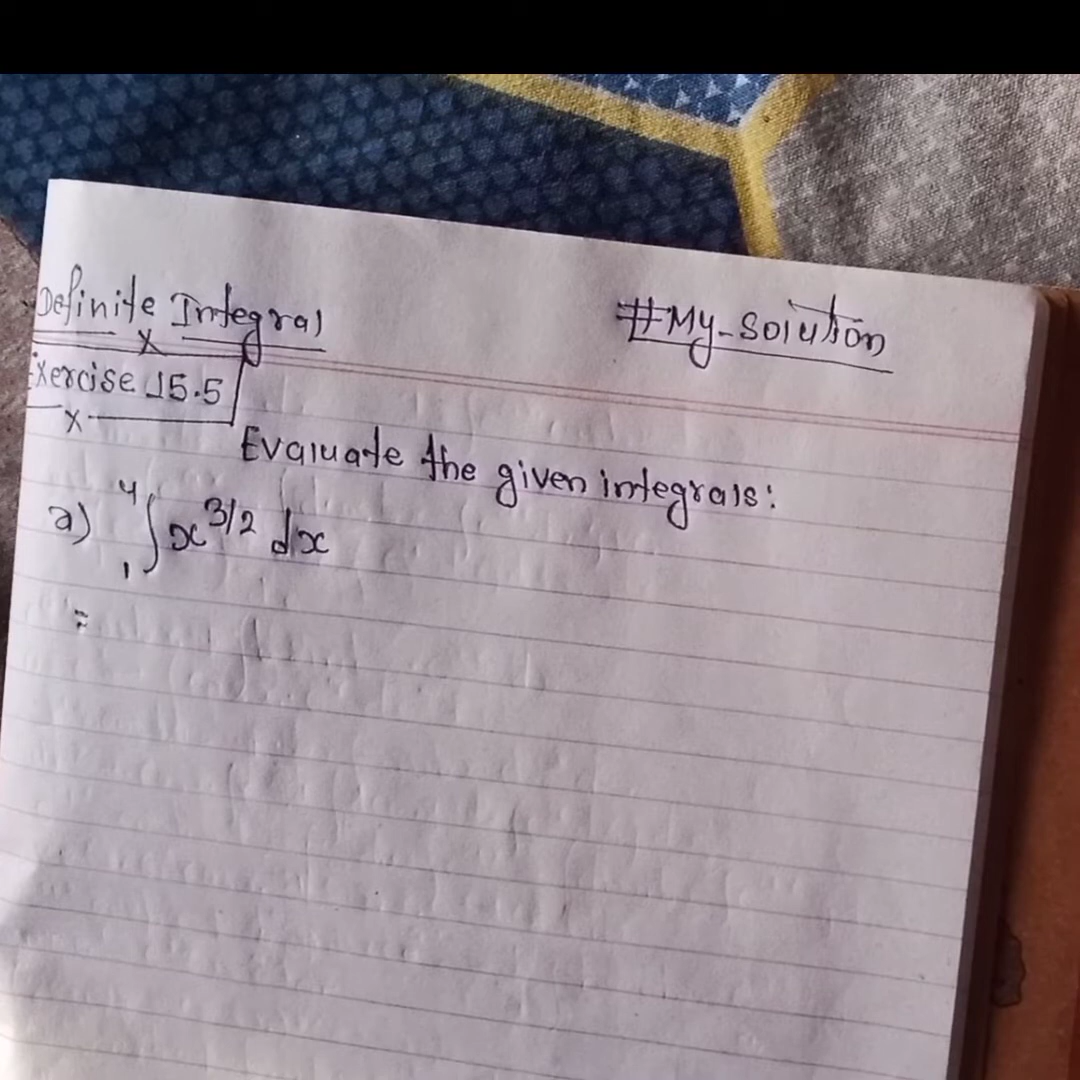 Definite Integral
#My-Solution
Exercise 15.5
Evaluate the given integrals:
a) ₁⁴∫x^3/2 dx
=